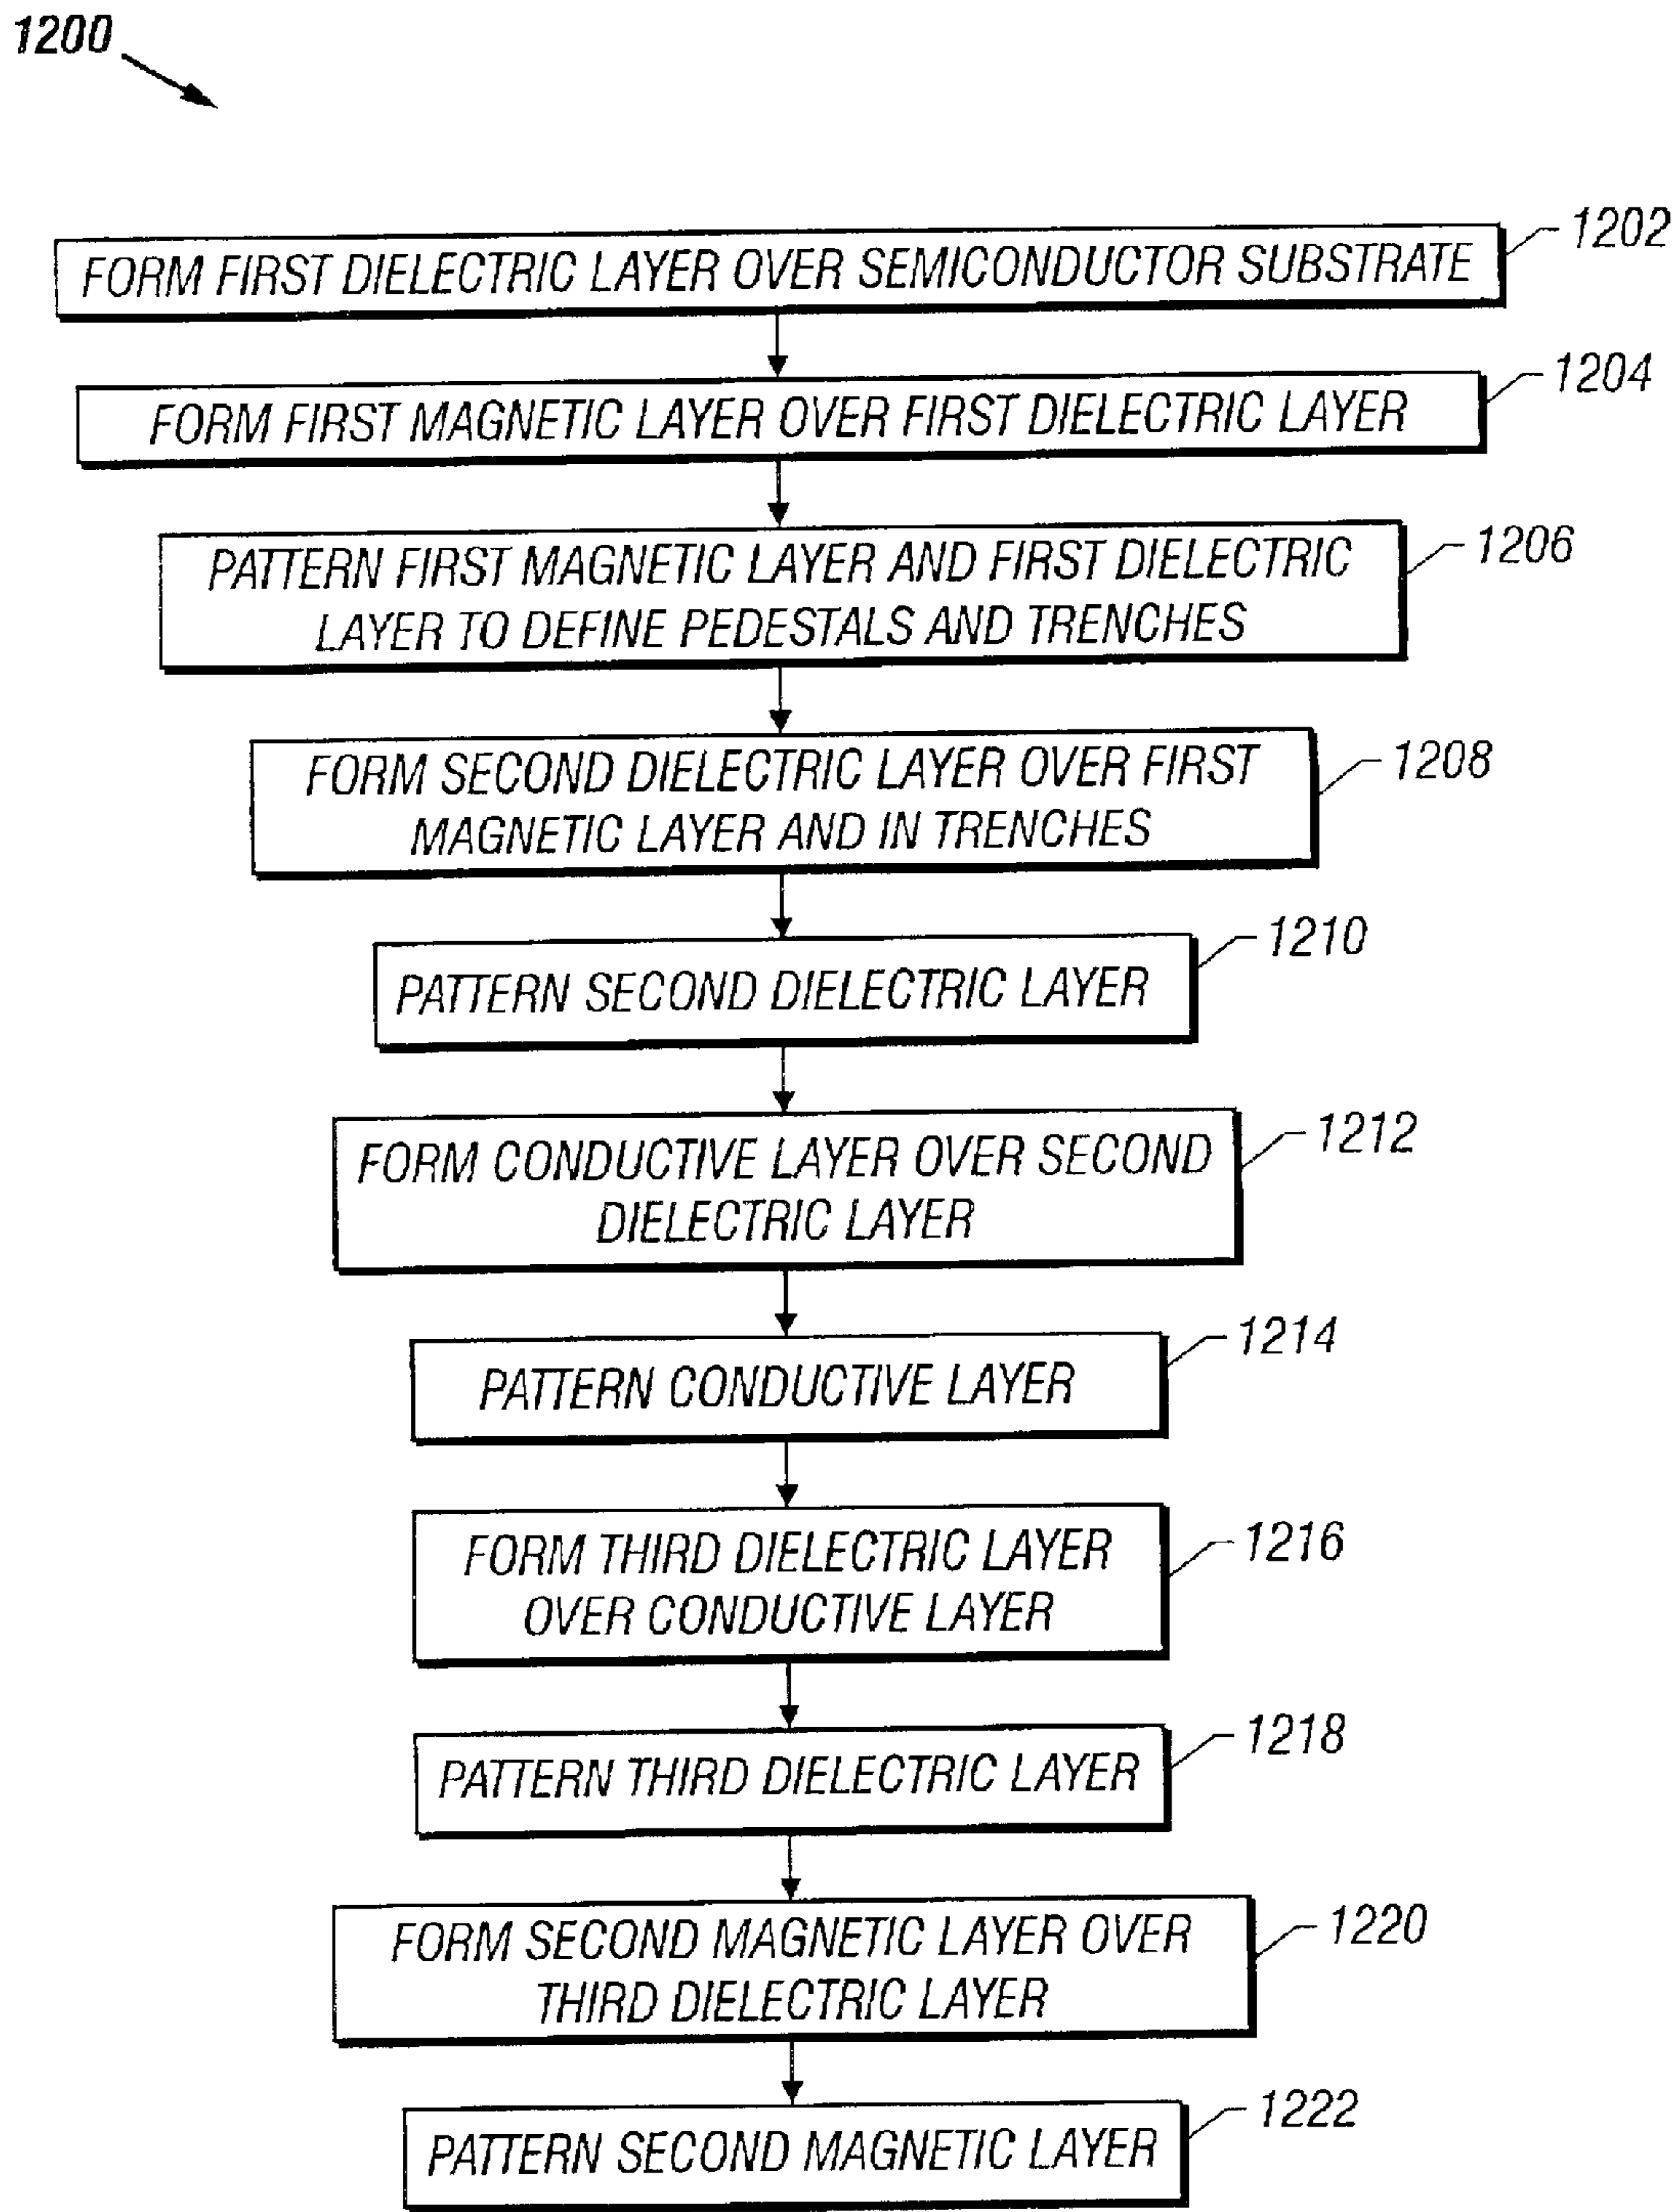 1200
FORM FIRST DIELECTRIC LAYER OVER SEMICONDUCTOR SUBSTRATE
1202
FORM FIRST MAGNETIC LAYER OVER FIRST DIELECTRIC LAYER
1204
PATTERN FIRST MAGNETIC LAYER AND FIRST DIELECTRIC
LAYER TO DEFINE PEDESTALS AND TRENCHES
1206
FORM SECOND DIELECTRIC LAYER OVER FIRST
MAGNETIC LAYER AND IN TRENCHES
1208
PATTERN SECOND DIELECTRIC LAYER
1210
FORM CONDUCTIVE LAYER OVER SECOND
DIELECTRIC LAYER
1212
PATTERN CONDUCTIVE LAYER
1214
FORM THIRD DIELECTRIC LAYER
OVER CONDUCTIVE LAYER
1216
PATTERN THIRD DIELECTRIC LAYER
1218
FORM SECOND MAGNETIC LAYER OVER
THIRD DIELECTRIC LAYER
1220
PATTERN SECOND MAGNETIC LAYER
1222